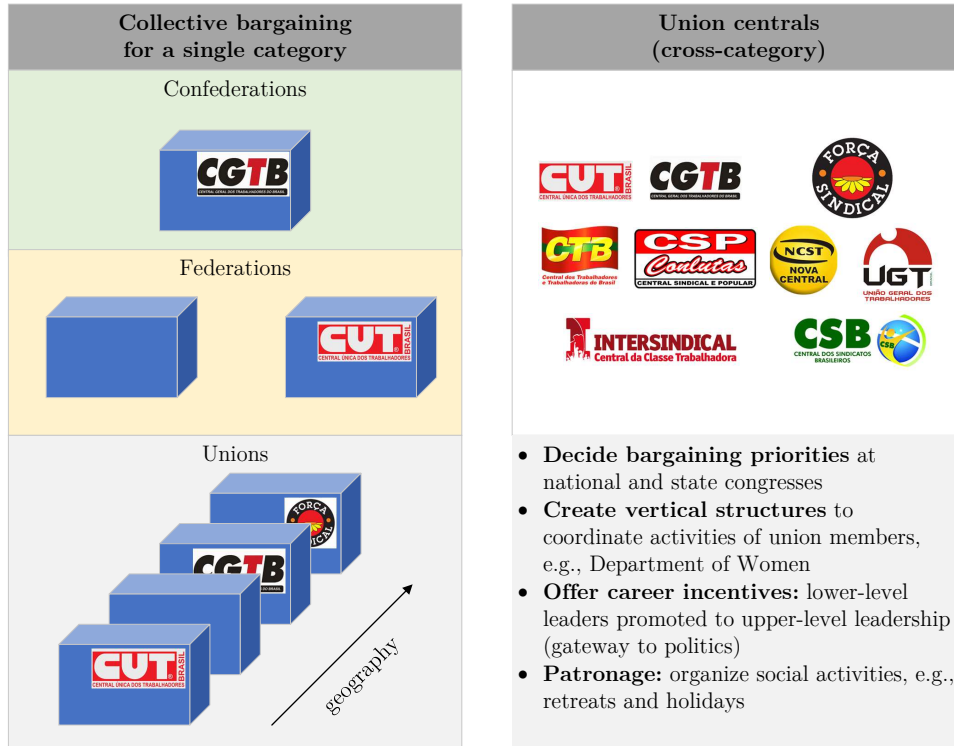 Collective bargaining
for a single category
Confederations
CGTB
CENTRAL GERAL DOS TRABALHADORES DO BRASIL
Federations
CUT BRASIL
CENTRAL ÚNICA DOS TRABALHADORES
Unions
FORÇA
SINDICAL
CGTB
DO BRASIL
CUT BRASIL
CENTRAL ÚNICA DOS TRABALHADORES
geography
Union centrals
(cross-category)
CUT BRASIL
CENTRAL ÚNICA DOS TRABALHADORES
CGTB
CENTRAL GERAL DOS TRABALHADORES DO BRASIL
FORÇA
SINDICAL
CTB
Central dos Trabalhadores
e Trabalhadoras do Brasil
CSP
Conlutas
CENTRAL SINDICAL E POPULAR
NCST
NOVA
CENTRAL
UGT
UNIÃO GERAL DOS
TRABALHADORES
INTERSINDICAL
Central da Classe Trabalhadora
CSB
CENTRAL DOS SINDICATOS
BRASILEIROS
CSB
• Decide bargaining priorities at
national and state congresses
• Create vertical structures to
coordinate activities of union members,
e.g., Department of Women
• Offer career incentives: lower-level
leaders promoted to upper-level leadership
(gateway to politics)
• Patronage: organize social activities, e.g.,
retreats and holidays